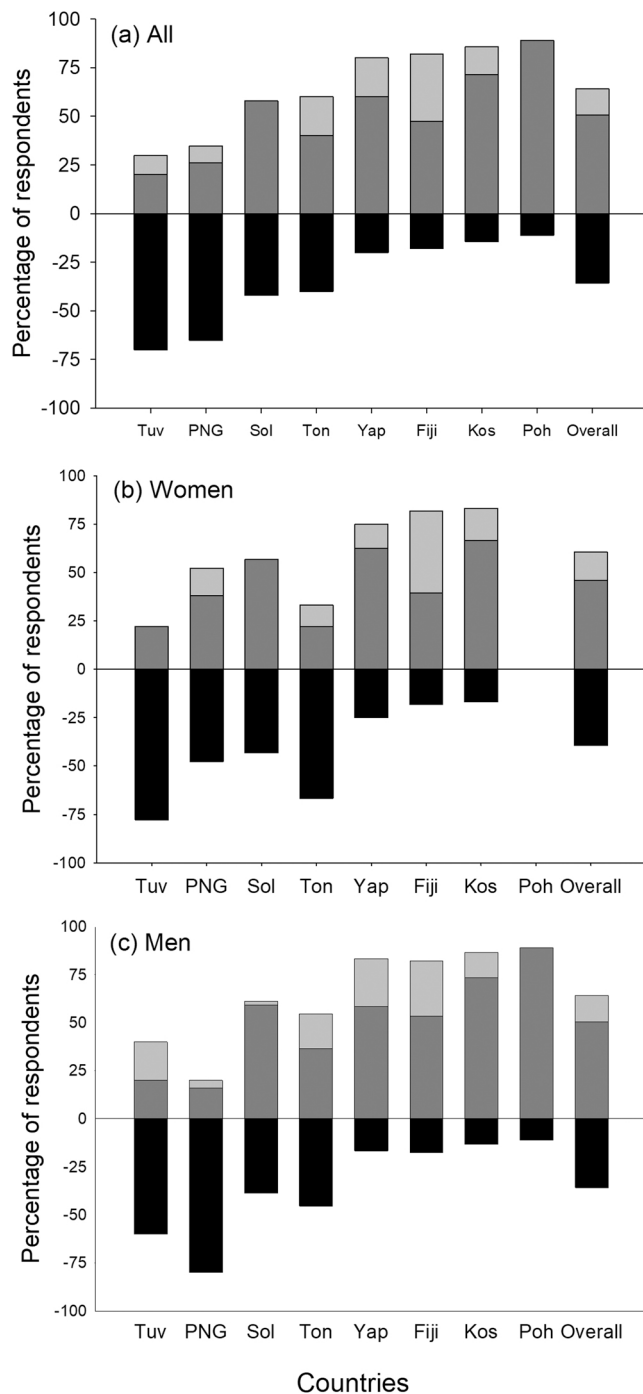 (a) All
Percentage of respondents
100
75
50
25
0
-25
-50
-75
-100
Tuv PNG Sol Ton Yap Fiji Kos Poh Overall
(b) Women
Percentage of respondents
100
75
50
25
0
-25
-50
-75
-100
Tuv PNG Sol Ton Yap Fiji Kos Poh Overall
(c) Men
Percentage of respondents
100
75
50
25
0
-25
-50
-75
-100
Tuv PNG Sol Ton Yap Fiji Kos Poh Overall
Countries